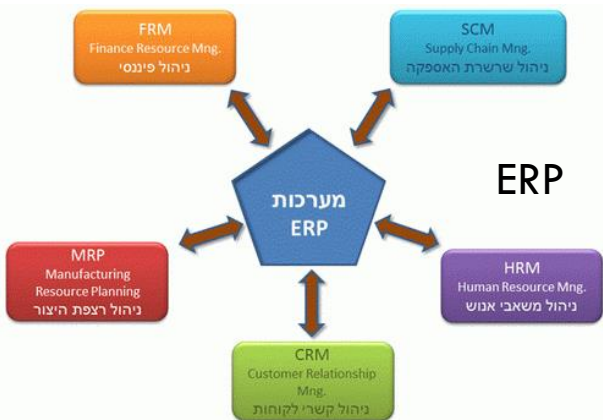 FRM
Finance Resource Mng.
ניהול פיננסי
SCM
Supply Chain Mng.
ניהול שרשרת האספקה
ERP
מערכות
ERP
MRP
Manufacturing
Resource Planning
ניהול רצפת היצור
HRM
Human Resource Mng.
ניהול משאבי אנוש
CRM
Customer Relationship
Mng.
ניהול קשרי לקוחות